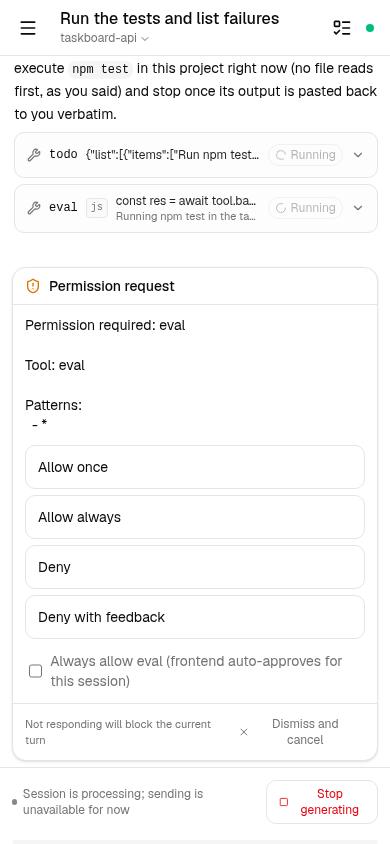 Run the tests and list failures
taskboard-api
execute npm test in this project right now (no file reads
first, as you said) and stop once its output is pasted back
to you verbatim.
todo {"list":[{"items":["Run npm test... Running
eval js const res = await tool.ba... Running
Running npm test in the ta...
Permission request
Permission required: eval
Tool: eval
Patterns:
- *
Allow once
Allow always
Deny
Deny with feedback
Always allow eval (frontend auto-approves for
this session)
Not responding will block the current
turn
Dismiss and
cancel
Session is processing; sending is
unavailable for now
Stop
generating